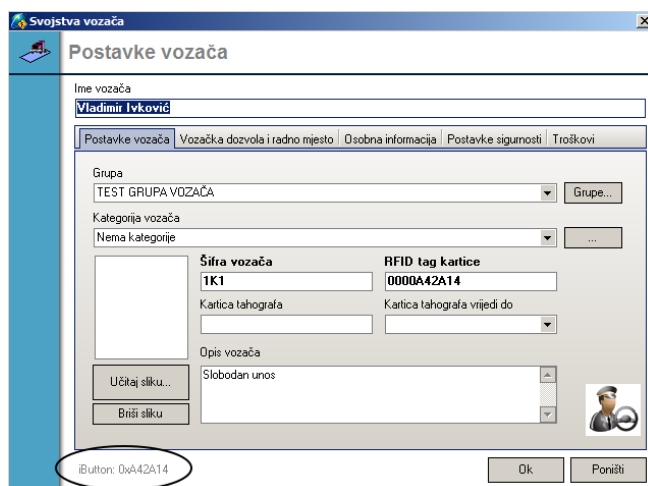 Svojstva vozača
Postavke vozača
Ime vozača
Vladimir Ivković
Postavke vozača Vozačka dozvola i radno mjesto Osobna informacija Postavke sigurnosti Troškovi
Grupa
TEST GRUPA VOZAČA Grupe...
Kategorija vozača
Nema kategorije ...
Šifra vozača RFID tag kartice
1K1 0000A42A14
Kartica tahografa Kartica tahografa vrijedi do
Opis vozača
Slobodan unos
Učitaj sliku...
Briši sliku
iButton: 0xA42A14 Ok Poništi